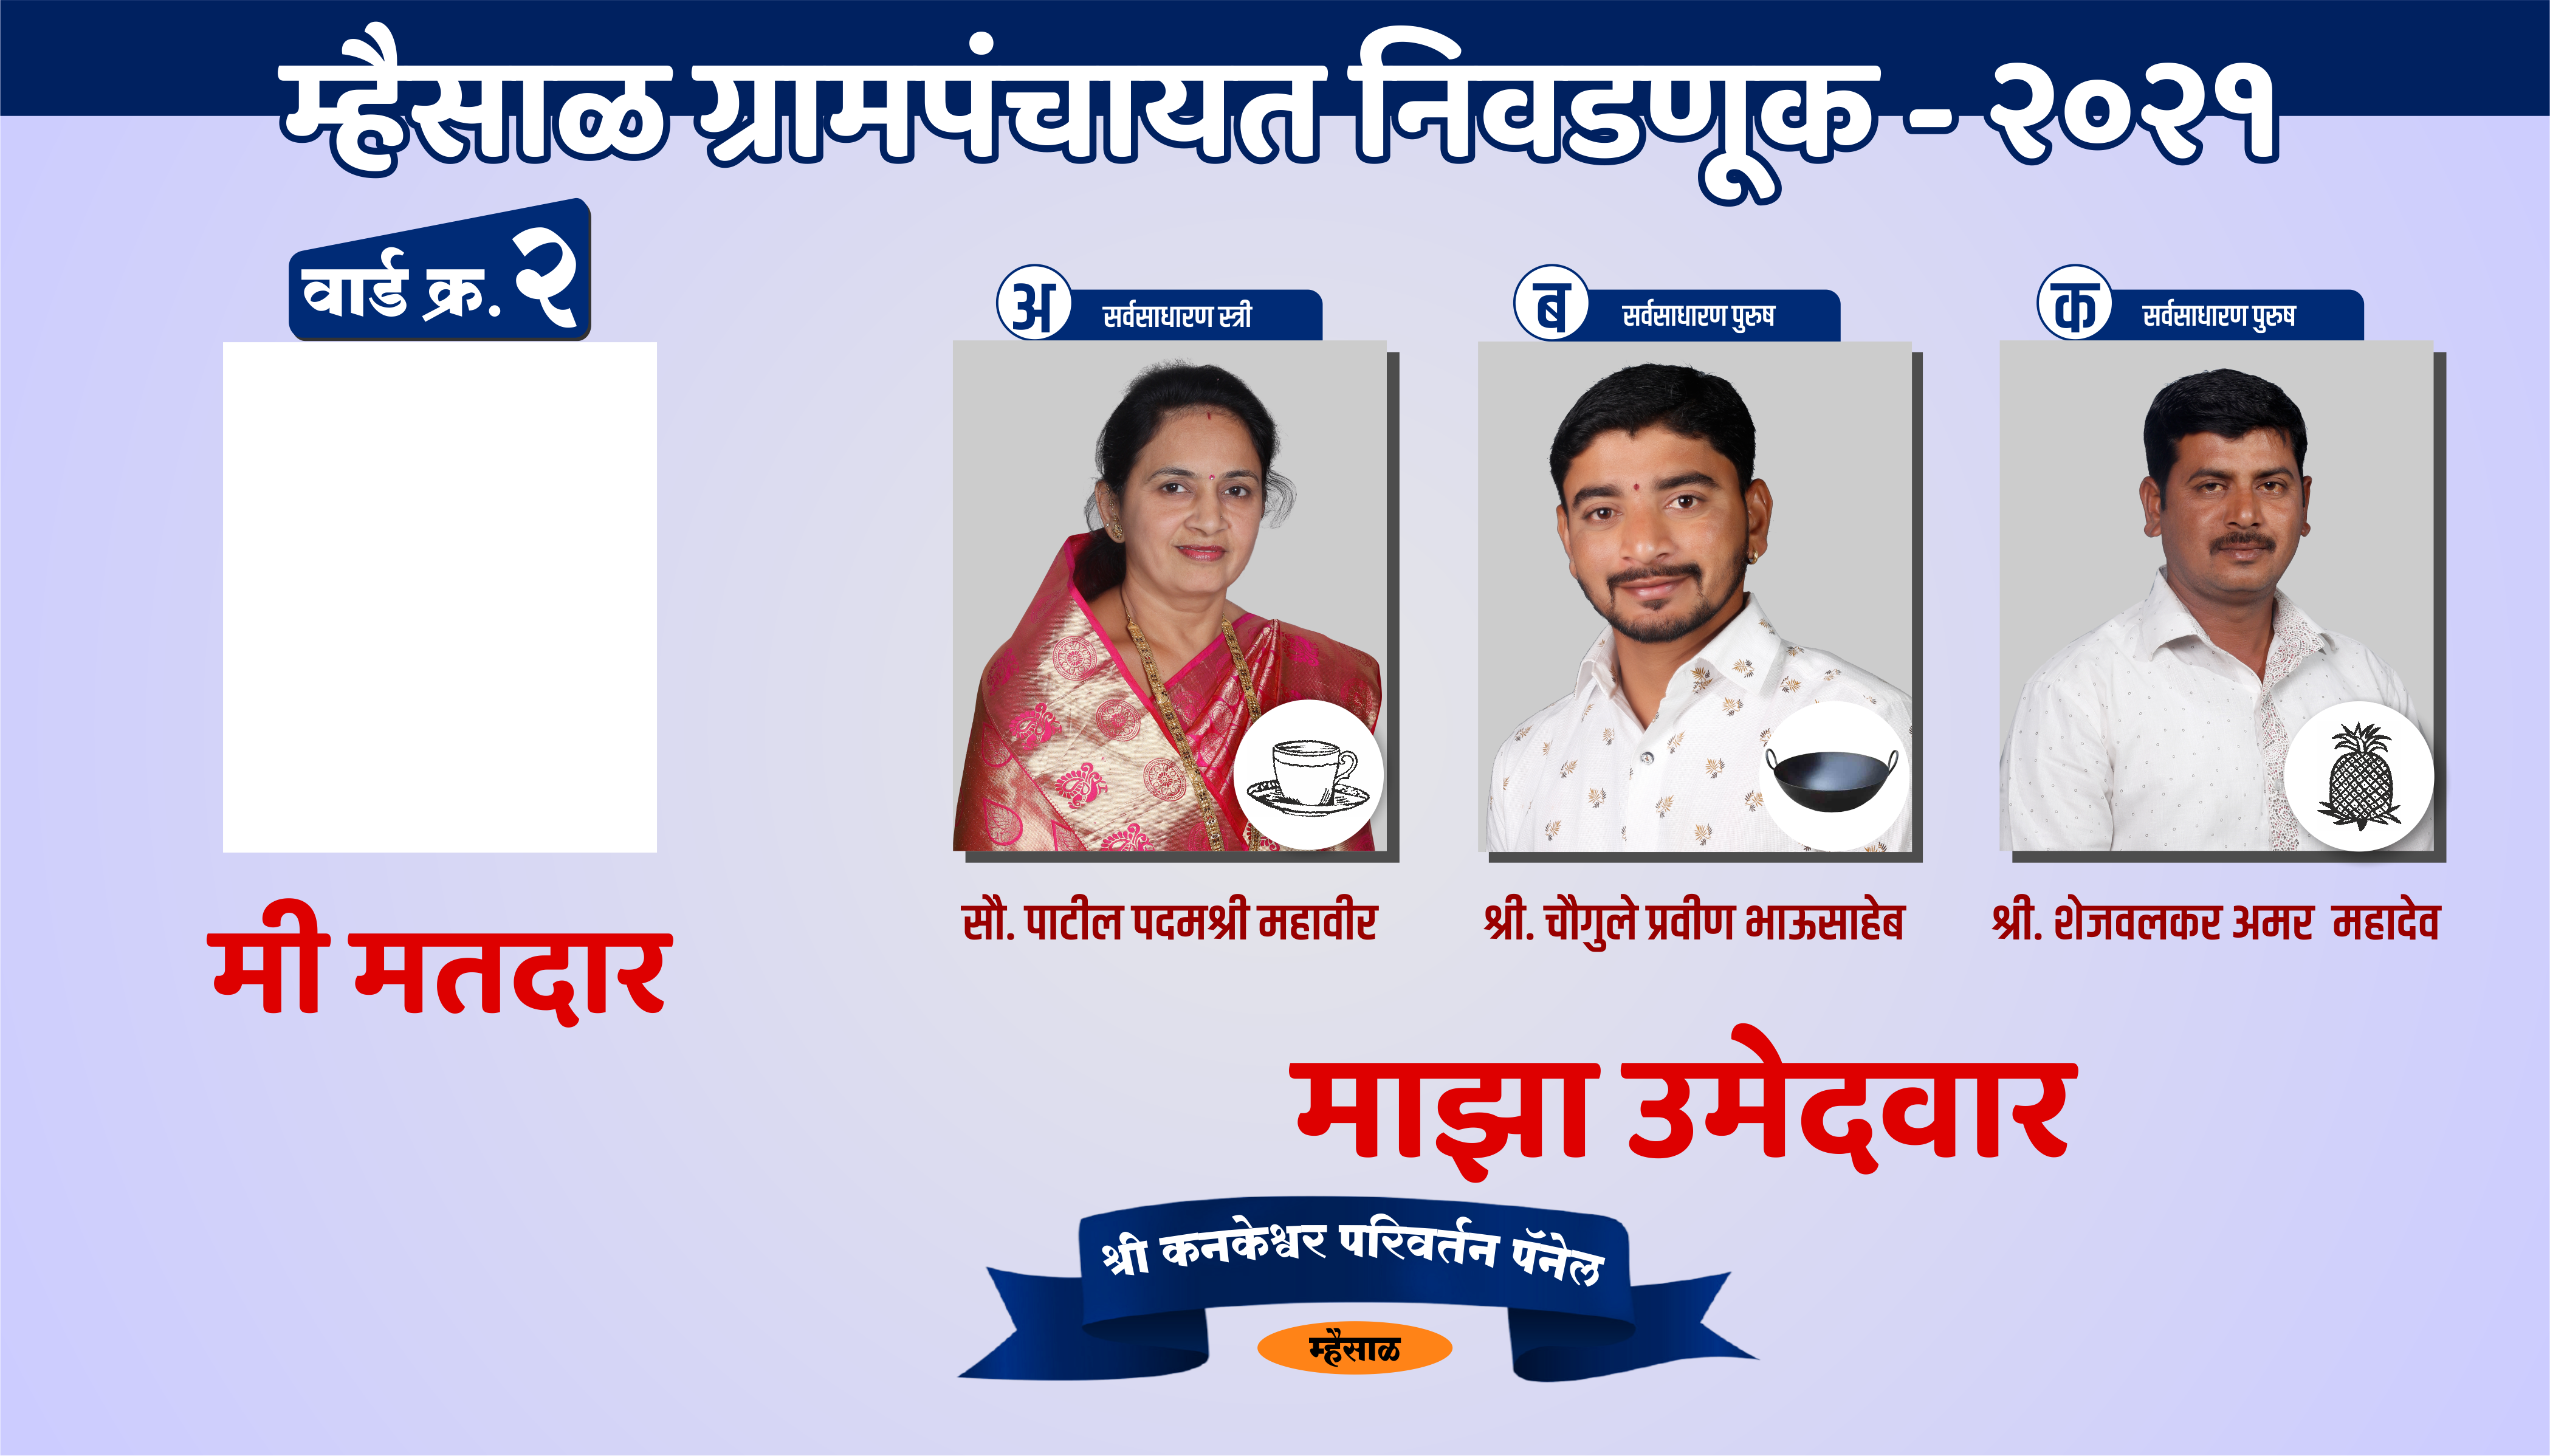 म्हैसाळ ग्रामपंचायत निवडणूक - २०२१
वार्ड क्र. २
अ सर्वसाधारण स्त्री
ब सर्वसाधारण पुरुष
क सर्वसाधारण पुरुष
सौ. पाटील पदमश्री महावीर
श्री. चौगुले प्रवीण भाऊसाहेब
श्री. शेजवलकर अमर महादेव
मी मतदार
माझा उमेदवार
श्री कनकेश्वर परिवर्तन पॅनेल
म्हैसाळ